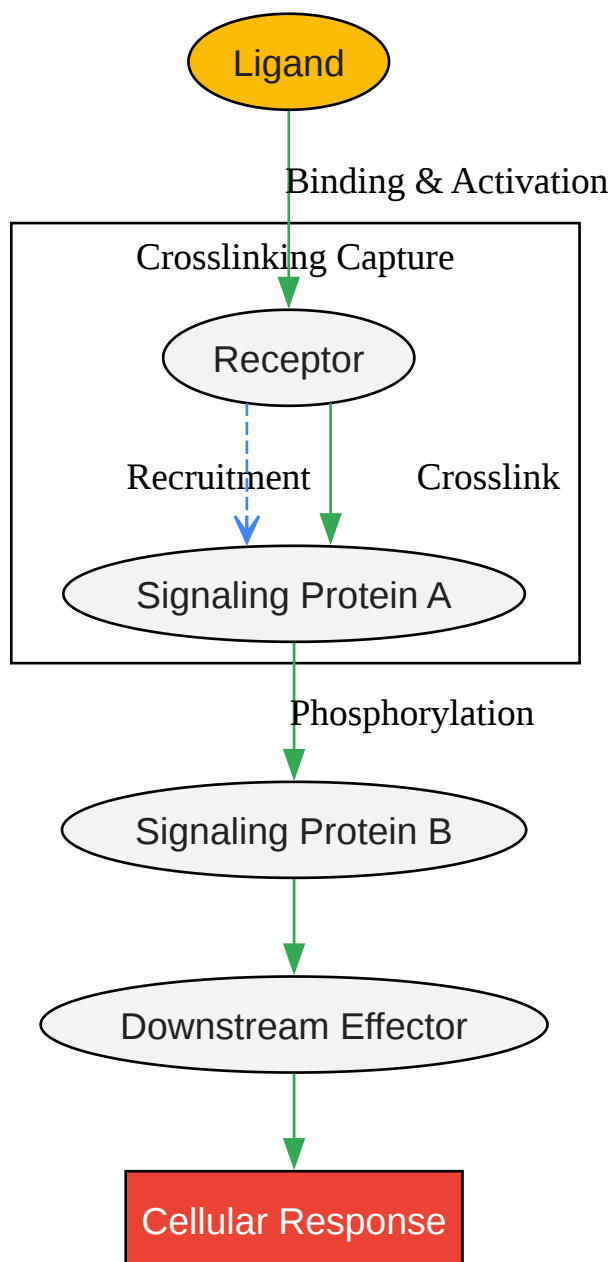 Ligand
Binding & Activation
Crosslinking Capture
Receptor
Recruitment
Crosslink
Signaling Protein A
Phosphorylation
Signaling Protein B
Downstream Effector
Cellular Response